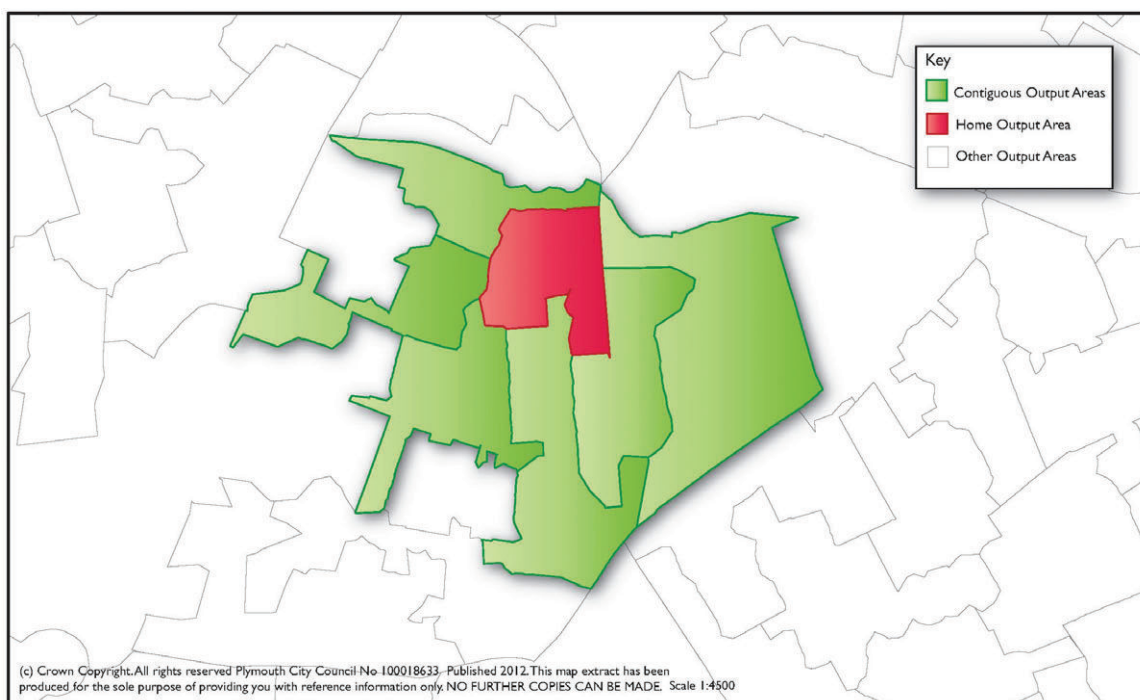 Key
Contiguous Output Areas
Home Output Area
Other Output Areas
(c) Crown Copyright. All rights reserved Plymouth City Council No 100018633. Published 2012. This map extract has been
produced for the sole purpose of providing you with reference information only. NO FURTHER COPIES CAN BE MADE. Scale 1:4500